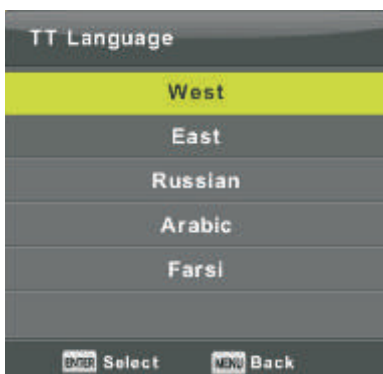 TT Language
West
East
Russian
Arabic
Farsi
ENTER Select MENU Back